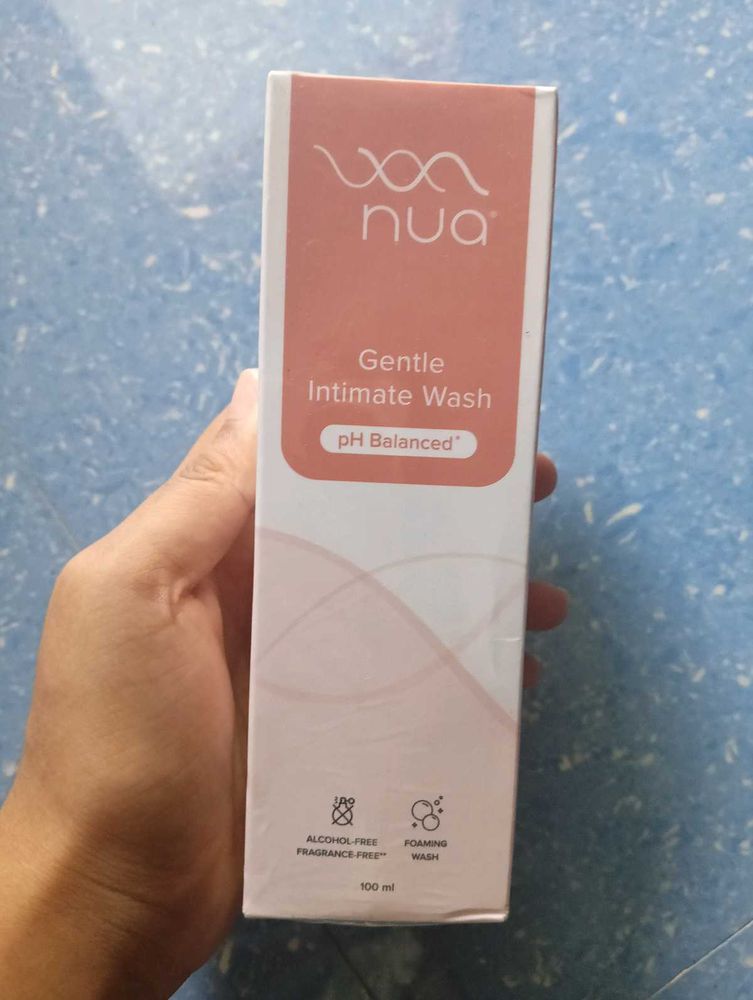 nua®
Gentle
Intimate Wash
pH Balanced*
ALCOHOL-FREE
FRAGRANCE-FREE**
FOAMING
WASH
100 ml